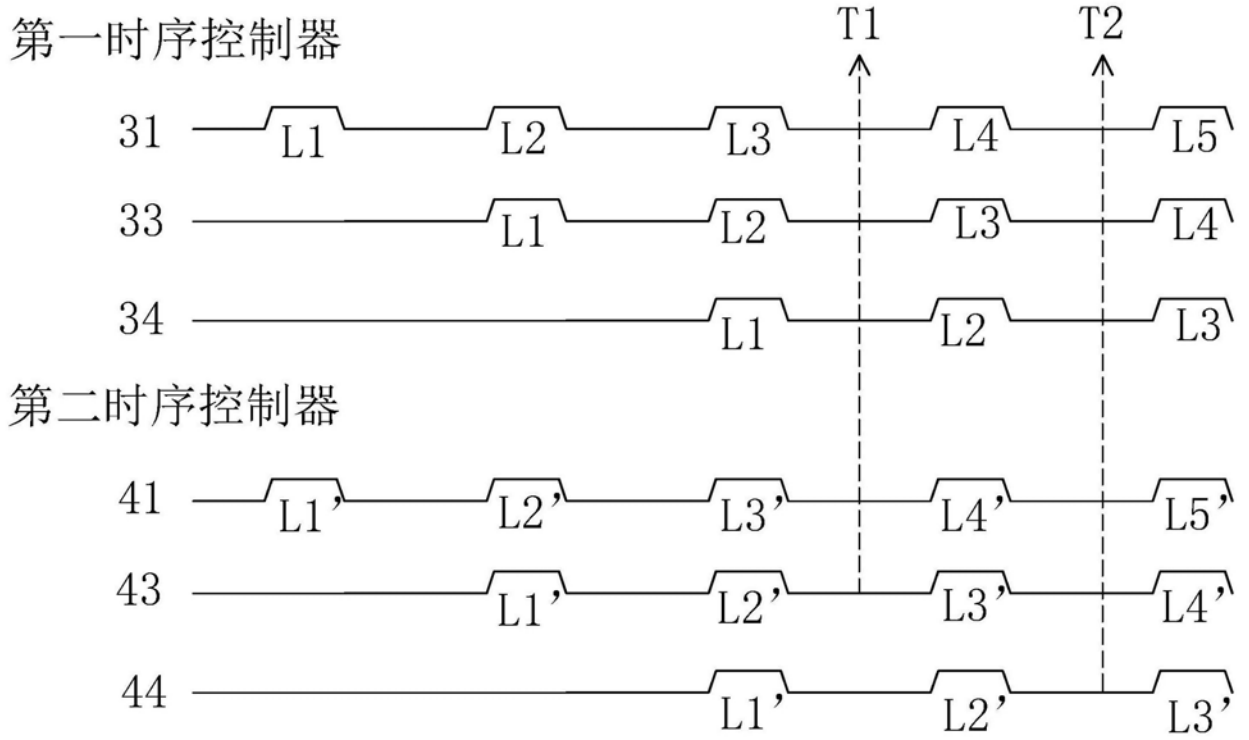 T1 T2
第一时序控制器
31 L1 L2 L3 L4 L5
33 L1 L2 L3 L4
34 L1 L2 L3
第二时序控制器
41 L1’ L2’ L3’ L4’ L5’
43 L1’ L2’ L3’ L4’
44 L1’ L2’ L3’